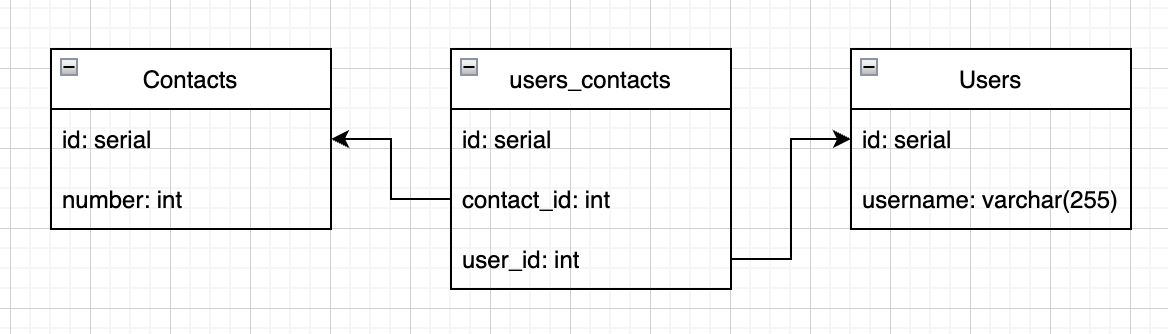 Contacts
id: serial
number: int
users_contacts
id: serial
contact_id: int
user_id: int
Users
id: serial
username: varchar(255)